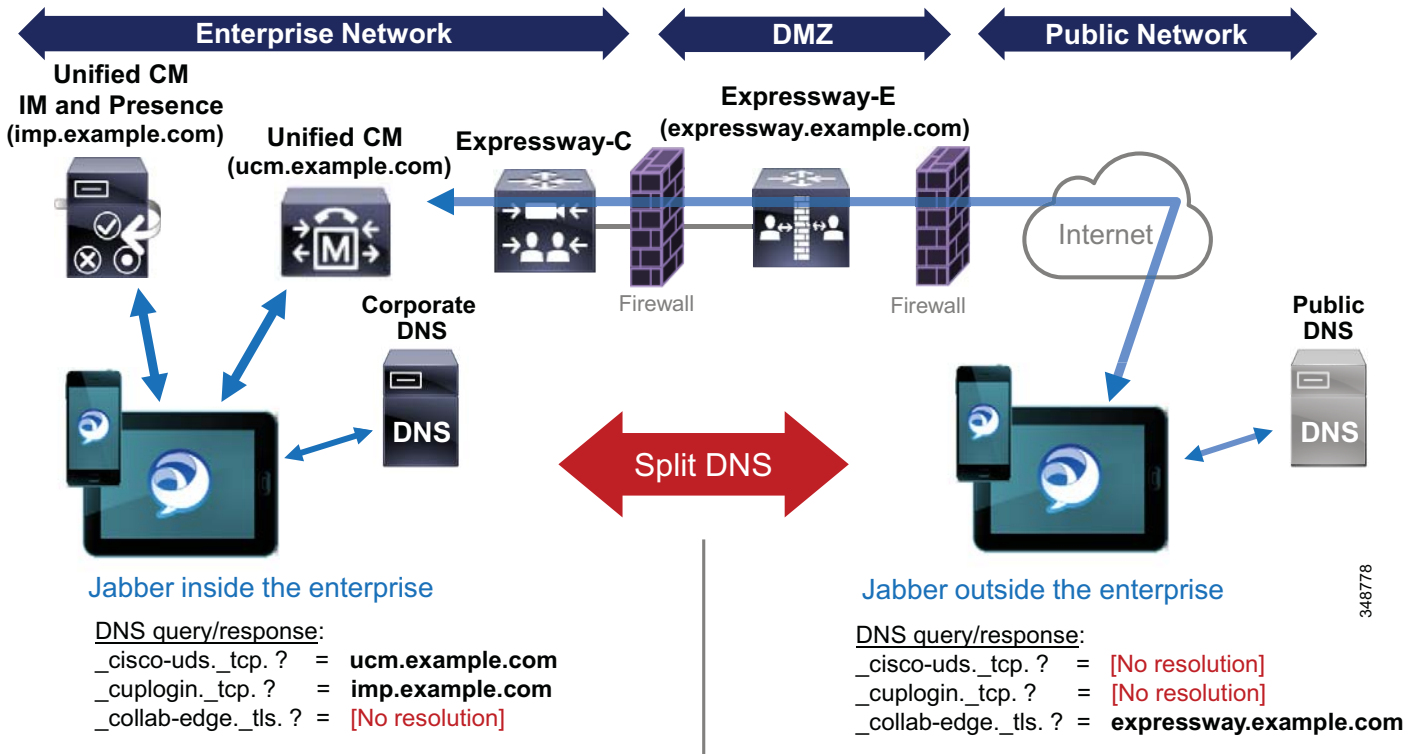 Enterprise Network
DMZ
Public Network
Unified CM
IM and Presence
(imp.example.com)
Unified CM
(ucm.example.com)
Expressway-C
Expressway-E
(expressway.example.com)
M
Internet
Firewall
Firewall
Corporate
DNS
DNS
Public
DNS
DNS
Split DNS
Jabber inside the enterprise
DNS query/response:
_cisco-uds._tcp. ? = ucm.example.com
_cuplogin._tcp. ? = imp.example.com
_collab-edge._tls. ? = [No resolution]
Jabber outside the enterprise
DNS query/response:
_cisco-uds._tcp. ? = [No resolution]
_cuplogin._tcp. ? = [No resolution]
_collab-edge._tls. ? = expressway.example.com
348778